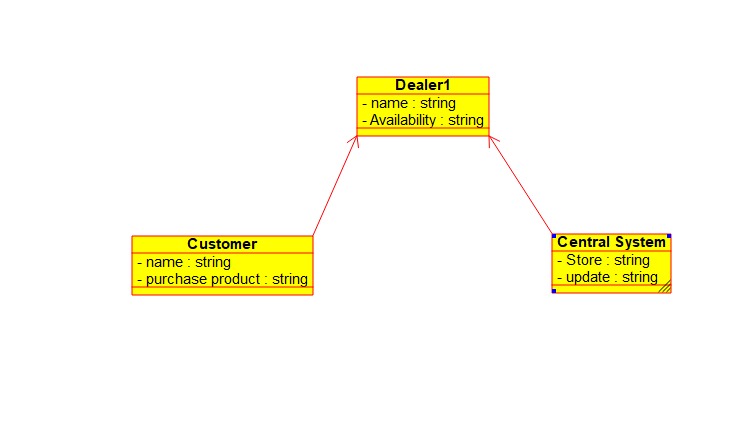 Dealer1
- name : string
- Availability : string
Customer
- name : string
- purchase product : string
Central System
- Store : string
- update : string